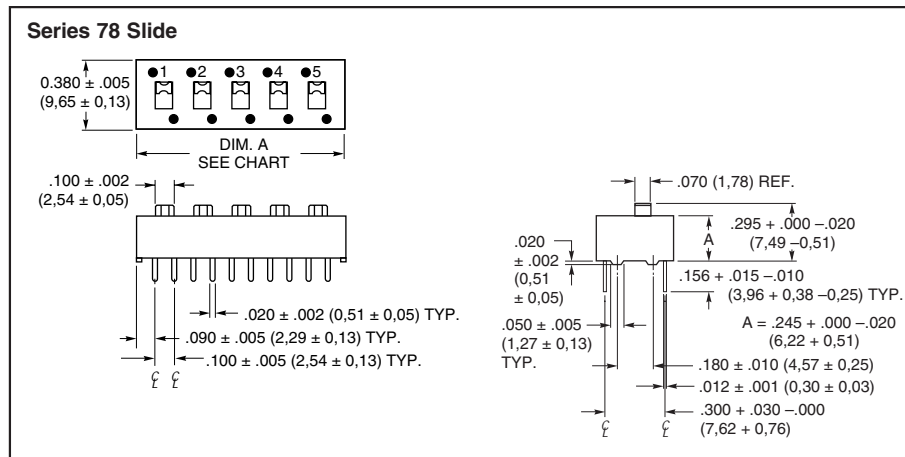 Series 78 Slide
1 2 3 4 5
0.380 ± .005
(9,65 ± 0,13)
DIM. A
SEE CHART
.100 ± .002
(2,54 ± 0,05)
.020 ± .002 (0,51 ± 0,05) TYP.
.090 ± .005 (2,29 ± 0,13) TYP.
.100 ± .005 (2,54 ± 0,13) TYP.
℄ ℄
.070 (1,78) REF.
A
.295 + .000 –.020
(7,49 –0,51)
.020
± .002
(0,51
± 0,05)
.156 + .015 –.010
(3,96 + 0,38 –0,25) TYP.
.050 ± .005
(1,27 ± 0,13)
TYP.
A = .245 + .000 –.020
(6,22 + 0,51)
.180 ± .010 (4,57 ± 0,25)
.012 ± .001 (0,30 ± 0,03)
.300 + .030 –.000
(7,62 + 0,76)
℄ ℄